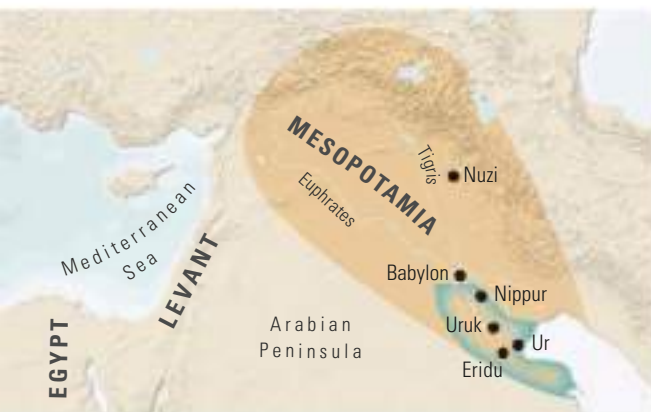 MESOPOTAMIA
Tigris
Nuzi
Euphrates
Mediterranean
Sea
LEVANT
EGYPT
Arabian
Peninsula
Babylon
Nippur
Uruk
Ur
Eridu